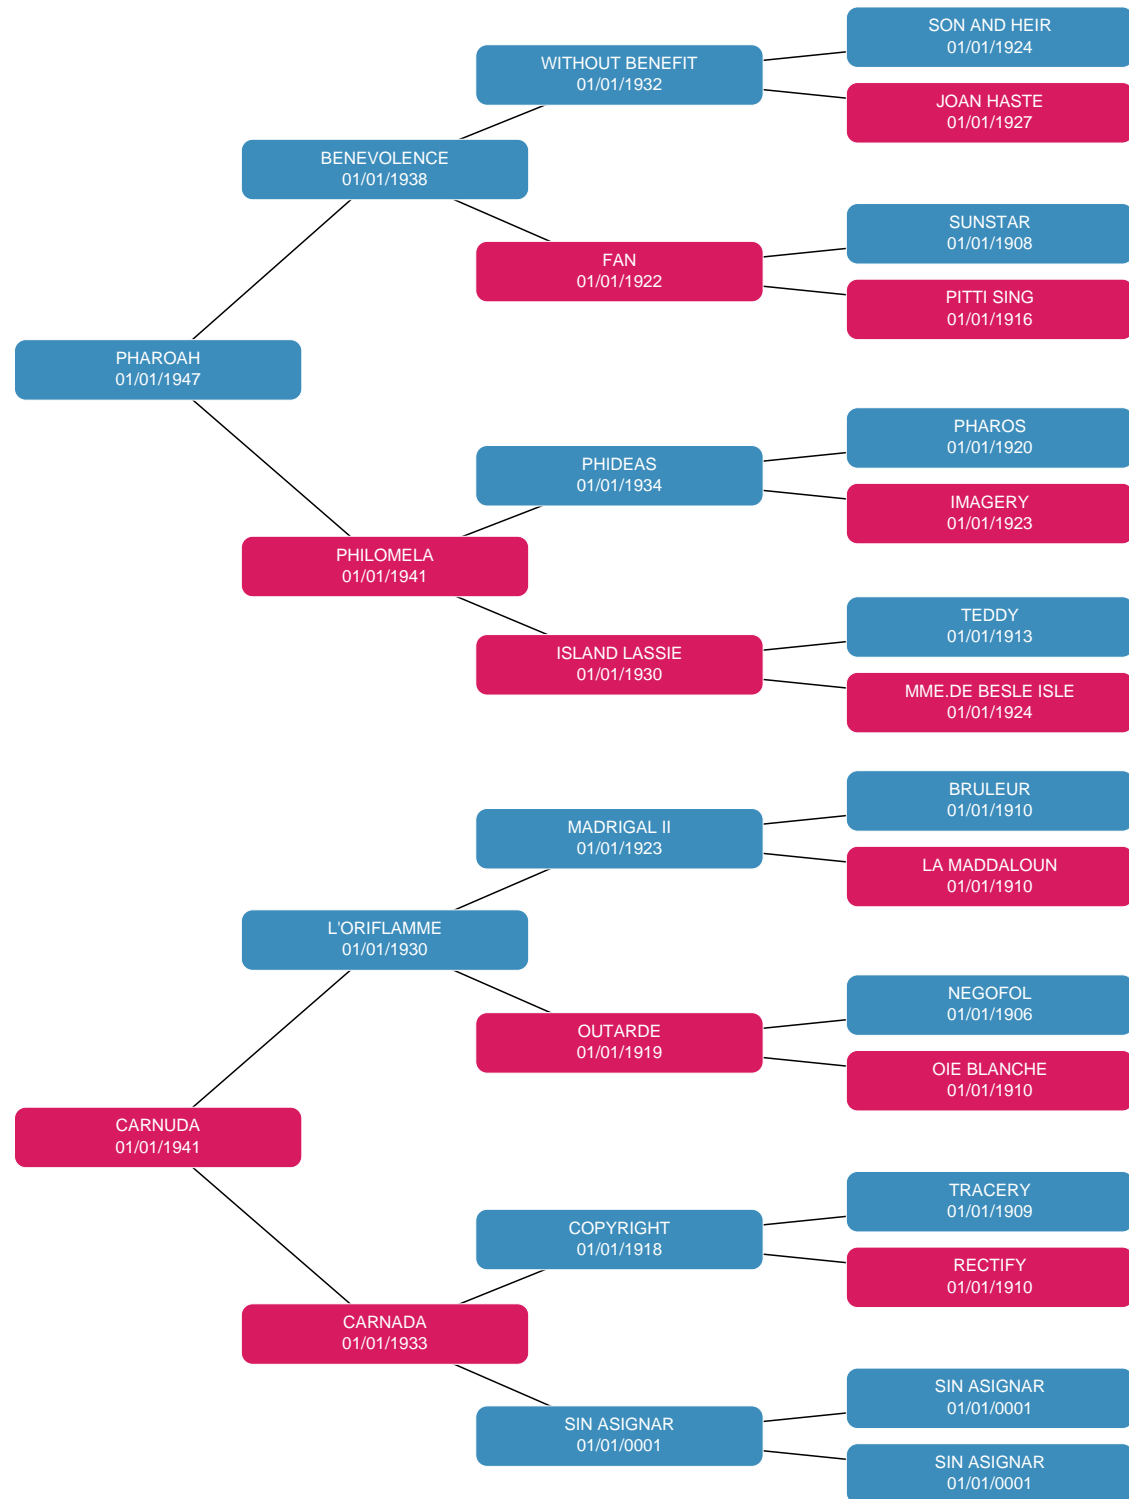 SON AND HEIR
01/01/1924
WITHOUT BENEFIT
01/01/1932
JOAN HASTE
01/01/1927
BENEVOLENCE
01/01/1938
SUNSTAR
01/01/1908
FAN
01/01/1922
PITTI SING
01/01/1916
PHAROAH
01/01/1947
PHAROS
01/01/1920
PHIDEAS
01/01/1934
IMAGERY
01/01/1923
PHILOMELA
01/01/1941
TEDDY
01/01/1913
ISLAND LASSIE
01/01/1930
MME.DE BESLE ISLE
01/01/1924
BRULEUR
01/01/1910
MADRIGAL II
01/01/1923
LA MADDALOUN
01/01/1910
L'ORIFLAMME
01/01/1930
NEGOFOL
01/01/1906
OUTARDE
01/01/1919
OIE BLANCHE
01/01/1910
CARNUDA
01/01/1941
TRACERY
01/01/1909
COPYRIGHT
01/01/1918
RECTIFY
01/01/1910
CARNADA
01/01/1933
SIN ASIGNAR
01/01/0001
SIN ASIGNAR
01/01/0001
SIN ASIGNAR
01/01/0001